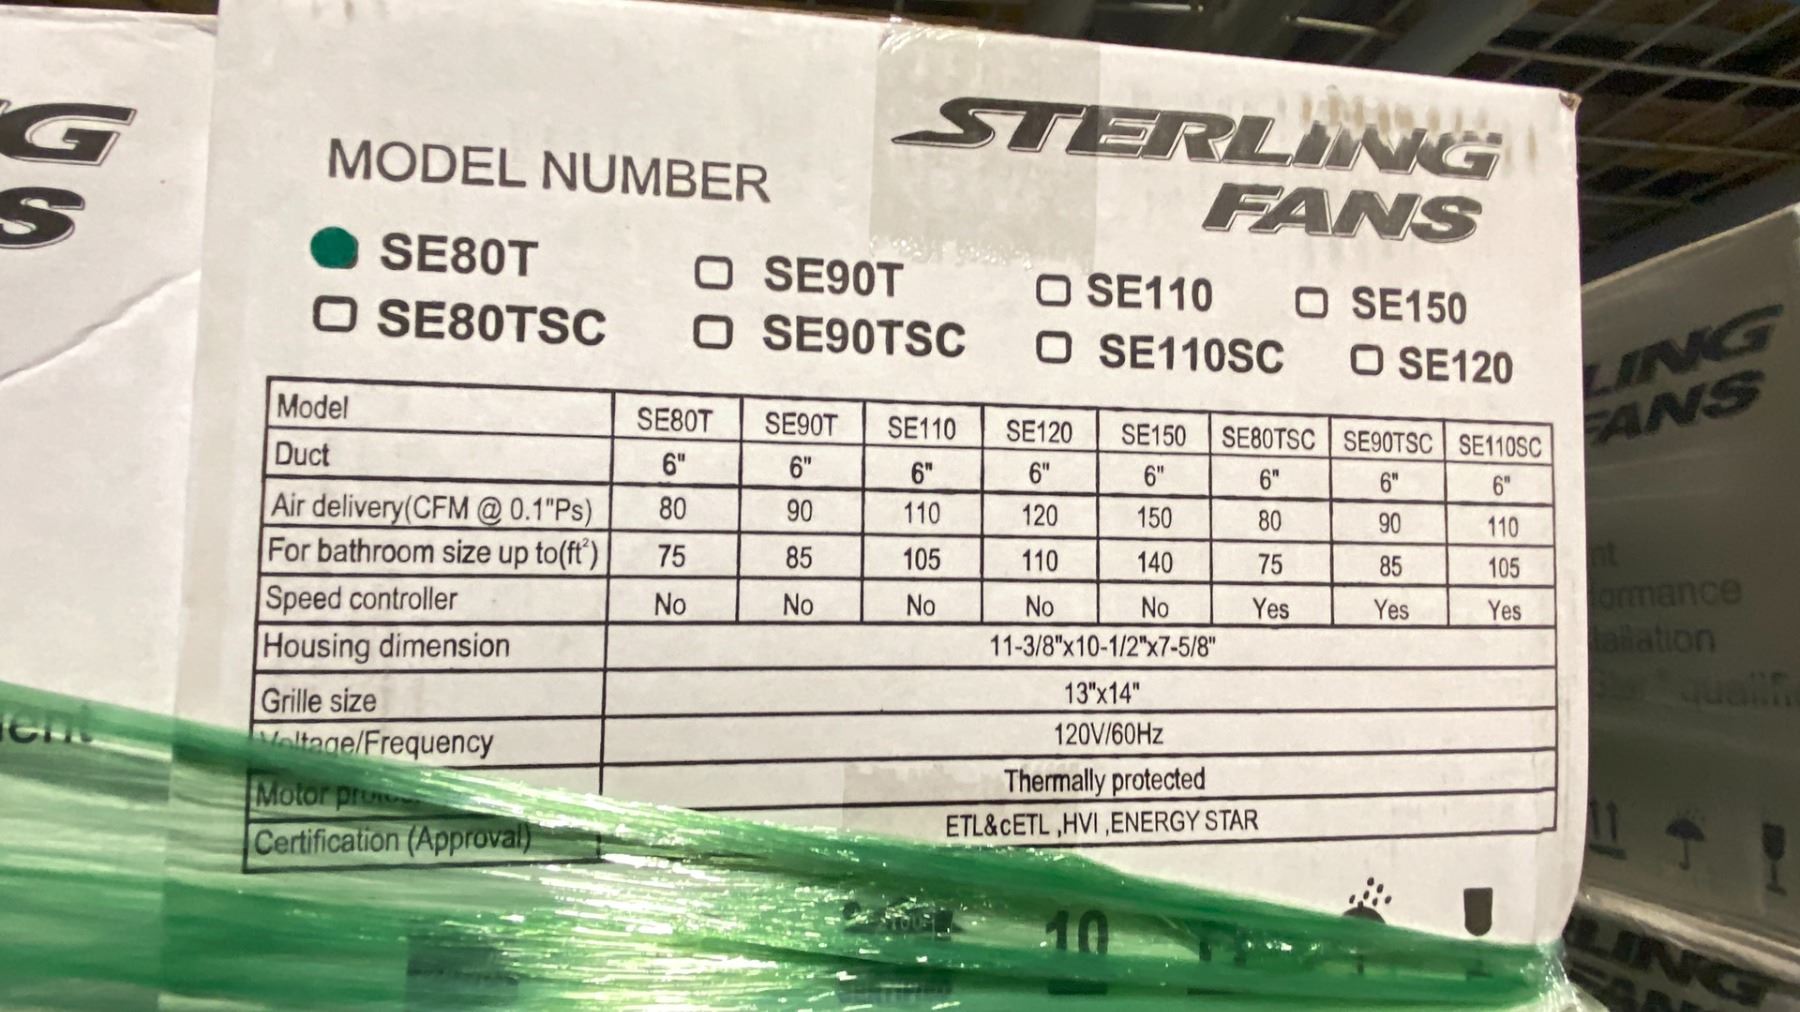 STERLING
FANS
MODEL NUMBER
SE80T SE90T SE110 SE150
SE80TSC SE90TSC SE110SC SE120
Model SE80T SE90T SE110 SE120 SE150 SE80TSC SE90TSC SE110SC
Duct 6" 6" 6" 6" 6" 6" 6" 6"
Air delivery(CFM @ 0.1"Ps) 80 90 110 120 150 80 90 110
For bathroom size up to(ft²) 75 85 105 110 140 75 85 105
Speed controller No No No No No Yes Yes Yes
Housing dimension 11-3/8"x10-1/2"x7-5/8"
Grille size 13"x14"
Voltage/Frequency 120V/60Hz
Motor Thermally protected
Certification (Approval) ETL&cETL ,HVI ,ENERGY STAR
10
G
S
LING
FANS